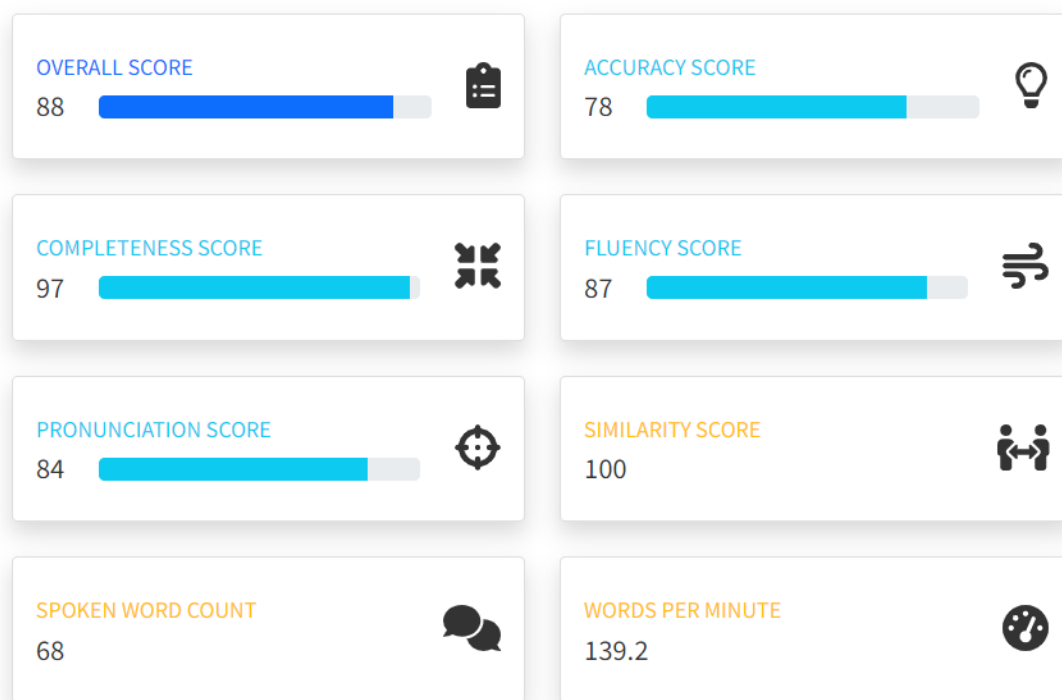 OVERALL SCORE
88
ACCURACY SCORE
78
COMPLETENESS SCORE
97
FLUENCY SCORE
87
PRONUNCIATION SCORE
84
SIMILARITY SCORE
100
SPOKEN WORD COUNT
68
WORDS PER MINUTE
139.2